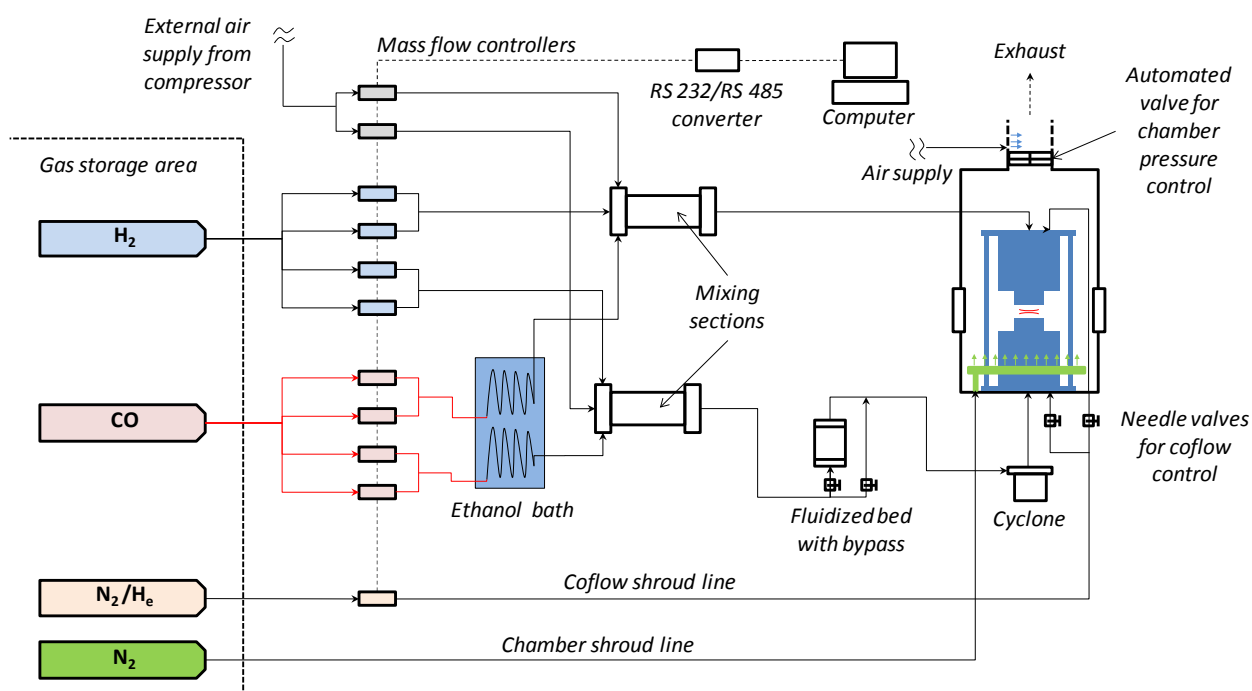 External air
supply from
compressor
Mass flow controllers
RS 232/RS 485
converter
Computer
Exhaust
Automated
valve for
chamber
pressure
control
Air supply
Gas storage area
H2
Mixing
sections
CO
Ethanol bath
Fluidized bed
with bypass
Cyclone
Needle valves
for coflow
control
N2/He
Coflow shroud line
N2
Chamber shroud line